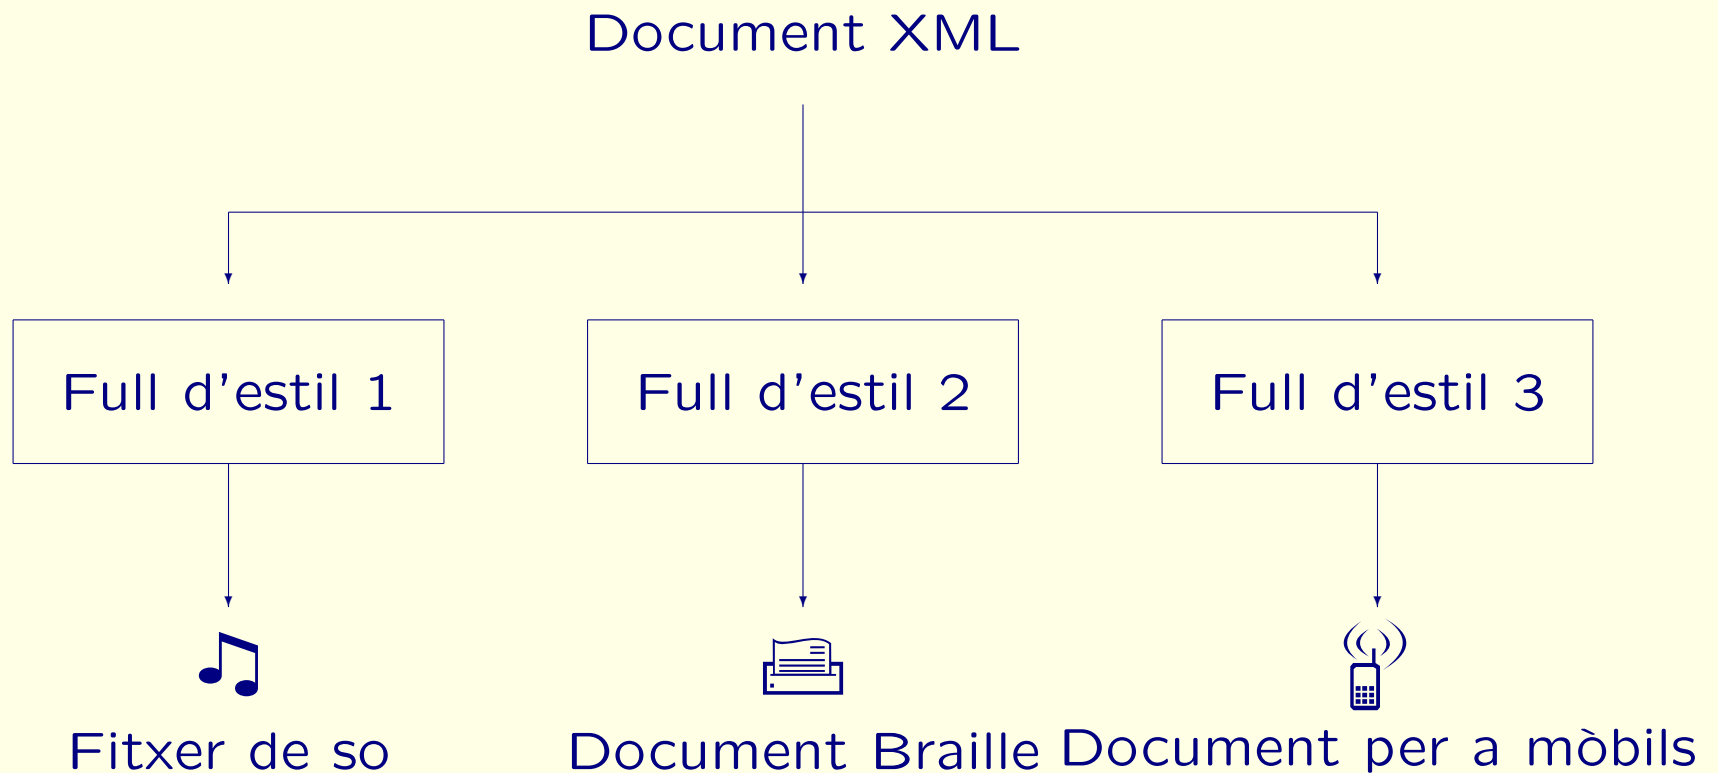 Document XML
Full d'estil 1
Full d'estil 2
Full d'estil 3
Fitxer de so
Document Braille
Document per a mòbils